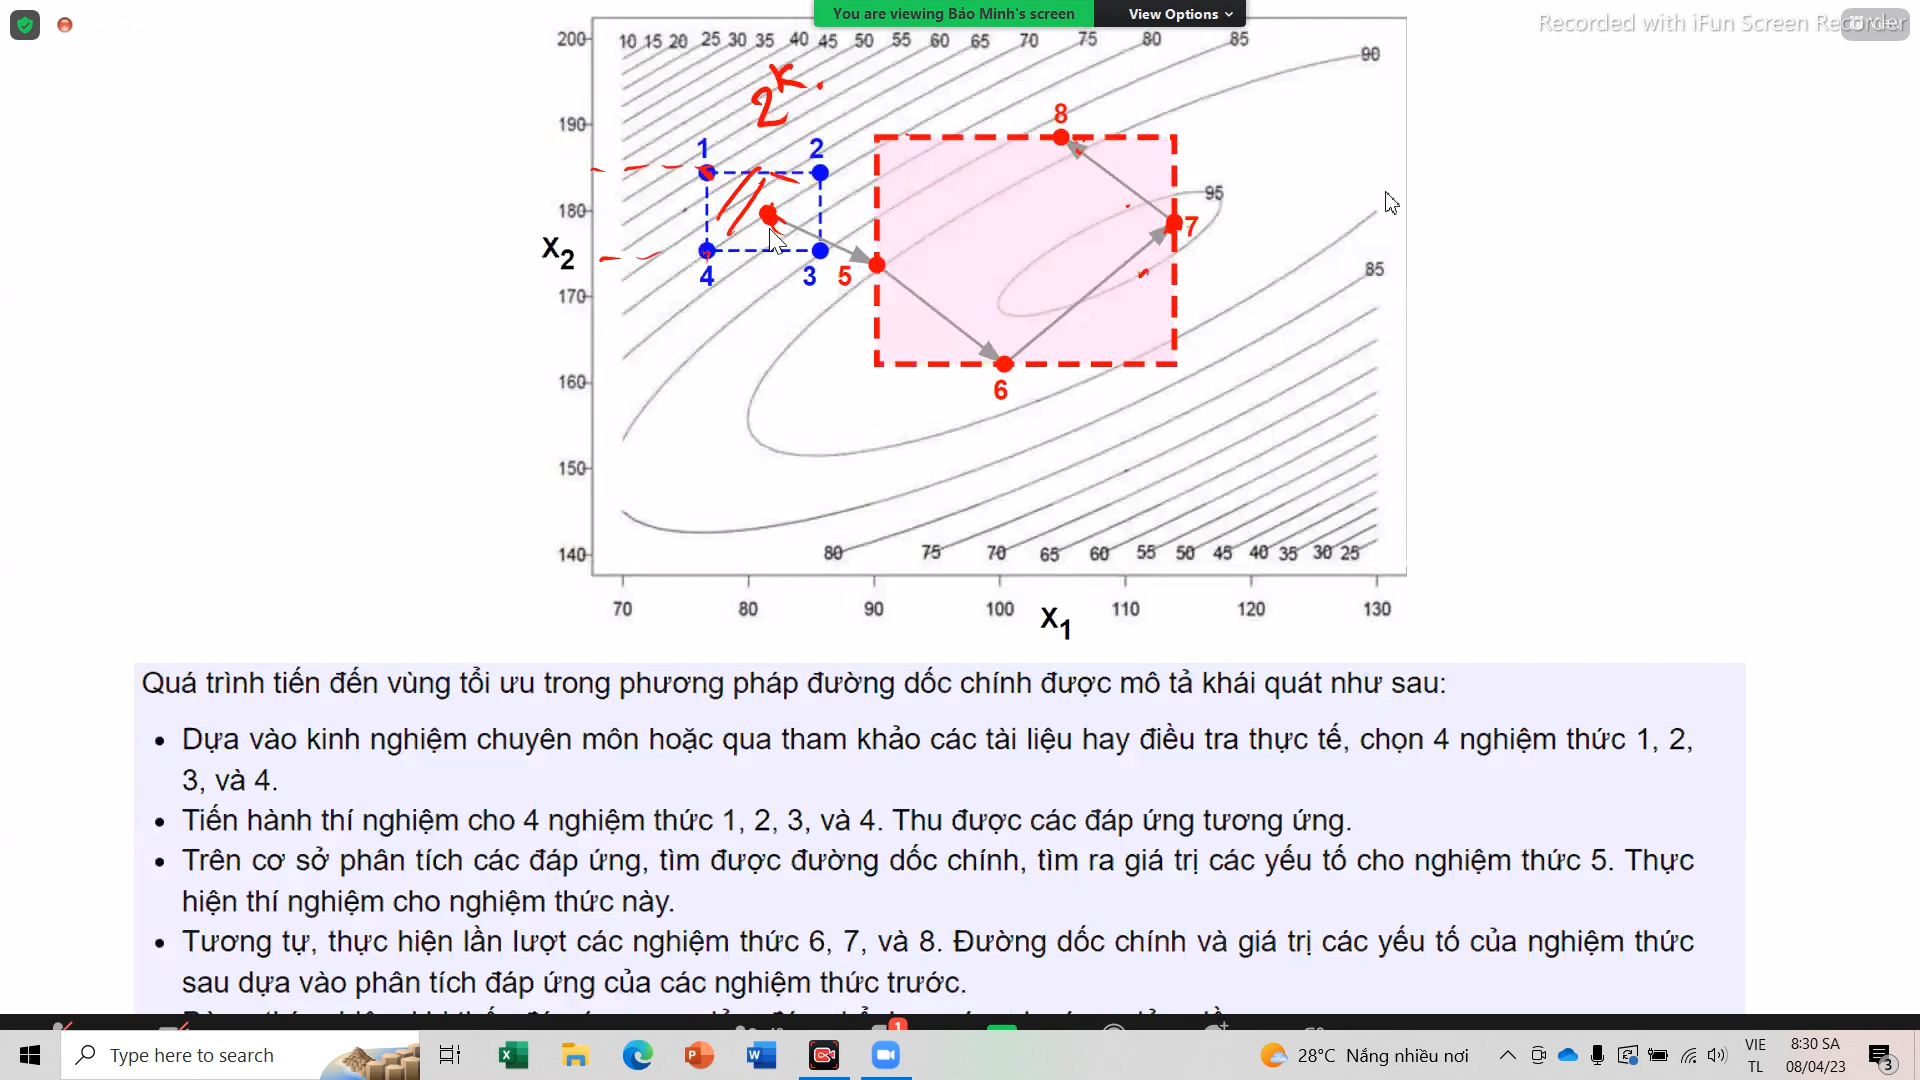 You are viewing Bảo Minh's screen
View Options
Recorded with iFun Screen Recorder
200
10 15 20 25 30 35 40 45 50 55 60 65 70 75 80 85
90
2^k.
8
190
1 2
95
180
7
X2
4 3 5
85
170
160
6
150
140
80 75 70 65 60 55 50 45 40 35 30 25
70 80 90 100 110 120 130
X1
Quá trình tiến đến vùng tối ưu trong phương pháp đường dốc chính được mô tả khái quát như sau:
• Dựa vào kinh nghiệm chuyên môn hoặc qua tham khảo các tài liệu hay điều tra thực tế, chọn 4 nghiệm thức 1, 2,
3, và 4.
• Tiến hành thí nghiệm cho 4 nghiệm thức 1, 2, 3, và 4. Thu được các đáp ứng tương ứng.
• Trên cơ sở phân tích các đáp ứng, tìm được đường dốc chính, tìm ra giá trị các yếu tố cho nghiệm thức 5. Thực
hiện thí nghiệm cho nghiệm thức này.
• Tương tự, thực hiện lần lượt các nghiệm thức 6, 7, và 8. Đường dốc chính và giá trị các yếu tố của nghiệm thức
sau dựa vào phân tích đáp ứng của các nghiệm thức trước.
1
Type here to search
28°C Nắng nhiều nơi
VIE
TL
8:30 SA
08/04/23
3